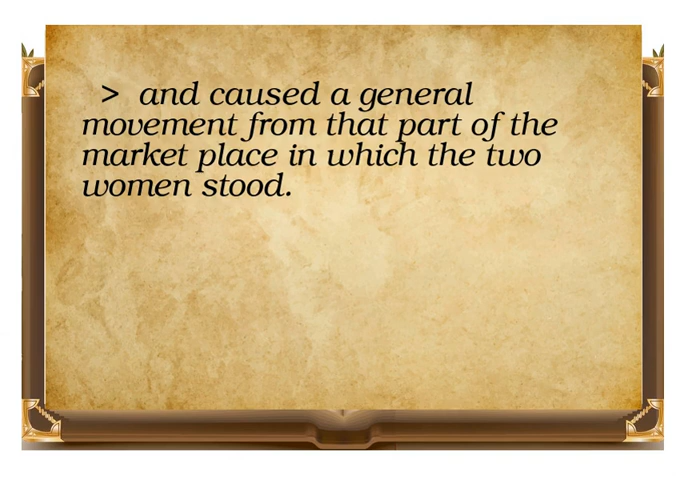 > and caused a general
movement from that part of the
market place in which the two
women stood.